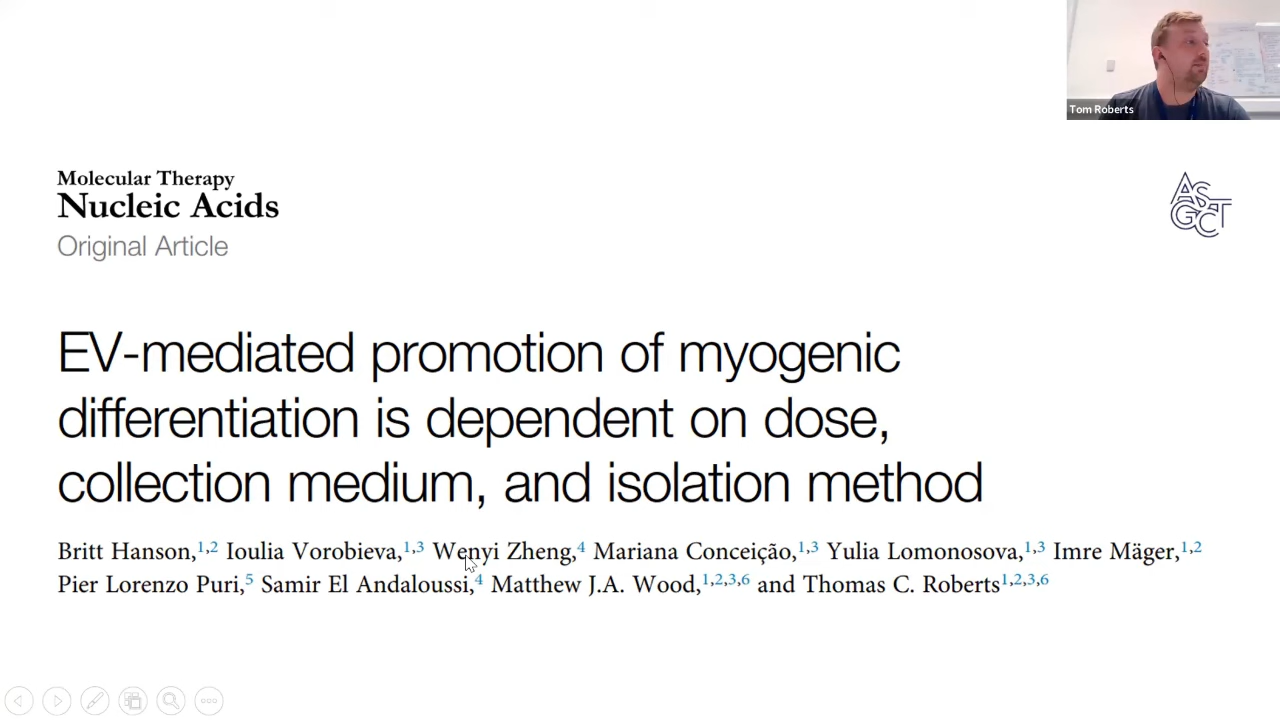 Tom Roberts
Molecular Therapy
Nucleic Acids
Original Article
ASGCT
EV-mediated promotion of myogenic
differentiation is dependent on dose,
collection medium, and isolation method
Britt Hanson,1,2 Ioulia Vorobieva,1,3 Wenyi Zheng,4 Mariana Conceição,1,3 Yulia Lomonosova,1,3 Imre Mäger,1,2
Pier Lorenzo Puri,5 Samir El Andaloussi,4 Matthew J.A. Wood,1,2,3,6 and Thomas C. Roberts1,2,3,6